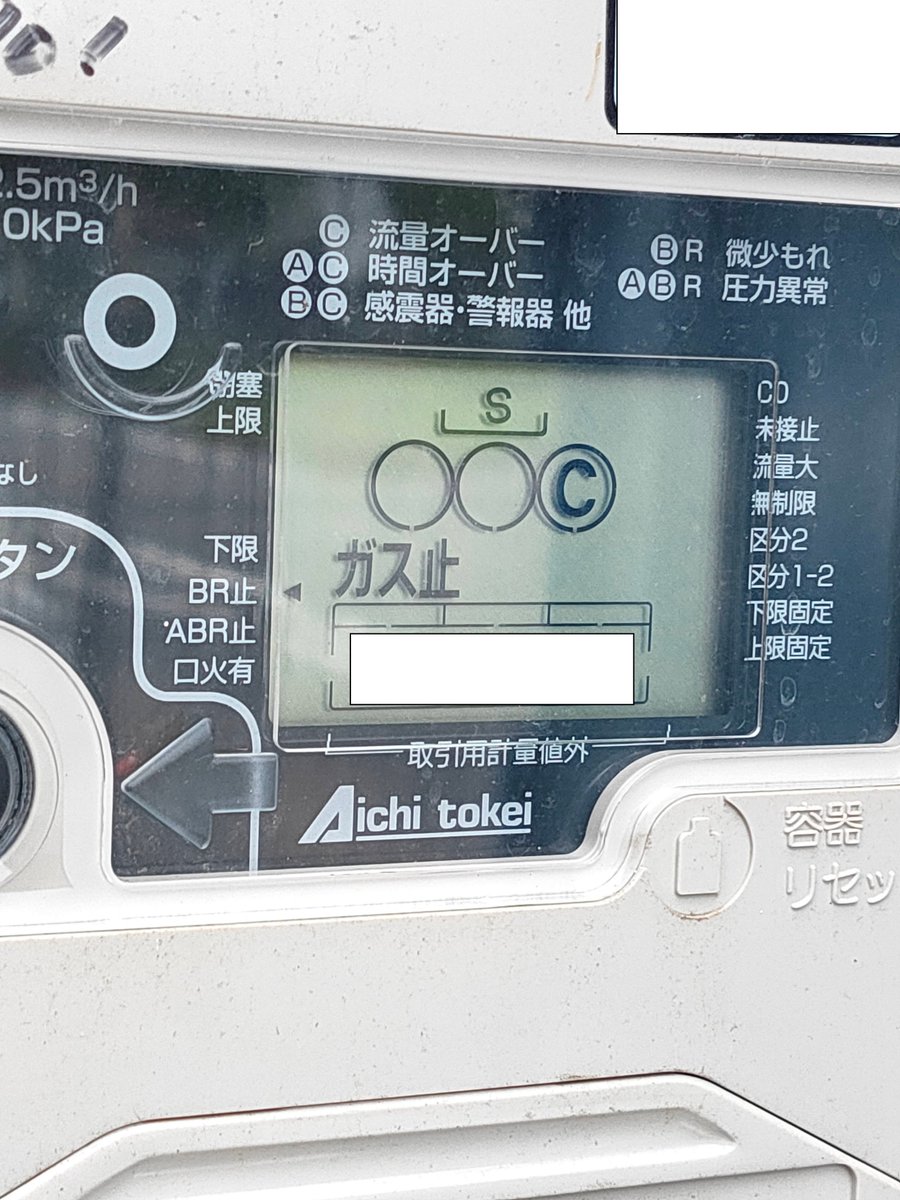 2.5m³/h
0kPa
Ⓒ 流量オーバー
ⒶⒸ 時間オーバー
ⒷⒸ 感震器・警報器 他
ⒷR 微少もれ
ⒶⒷR 圧力異常
閉塞
上限
なし
タン
下限
BR止
ABR止
口火有
S
Ⓒ
ガス止
CO
未接止
流量大
無制限
区分2
区分1-2
下限固定
上限固定
取引用計量値外
Aichi tokei
容器
リセッ